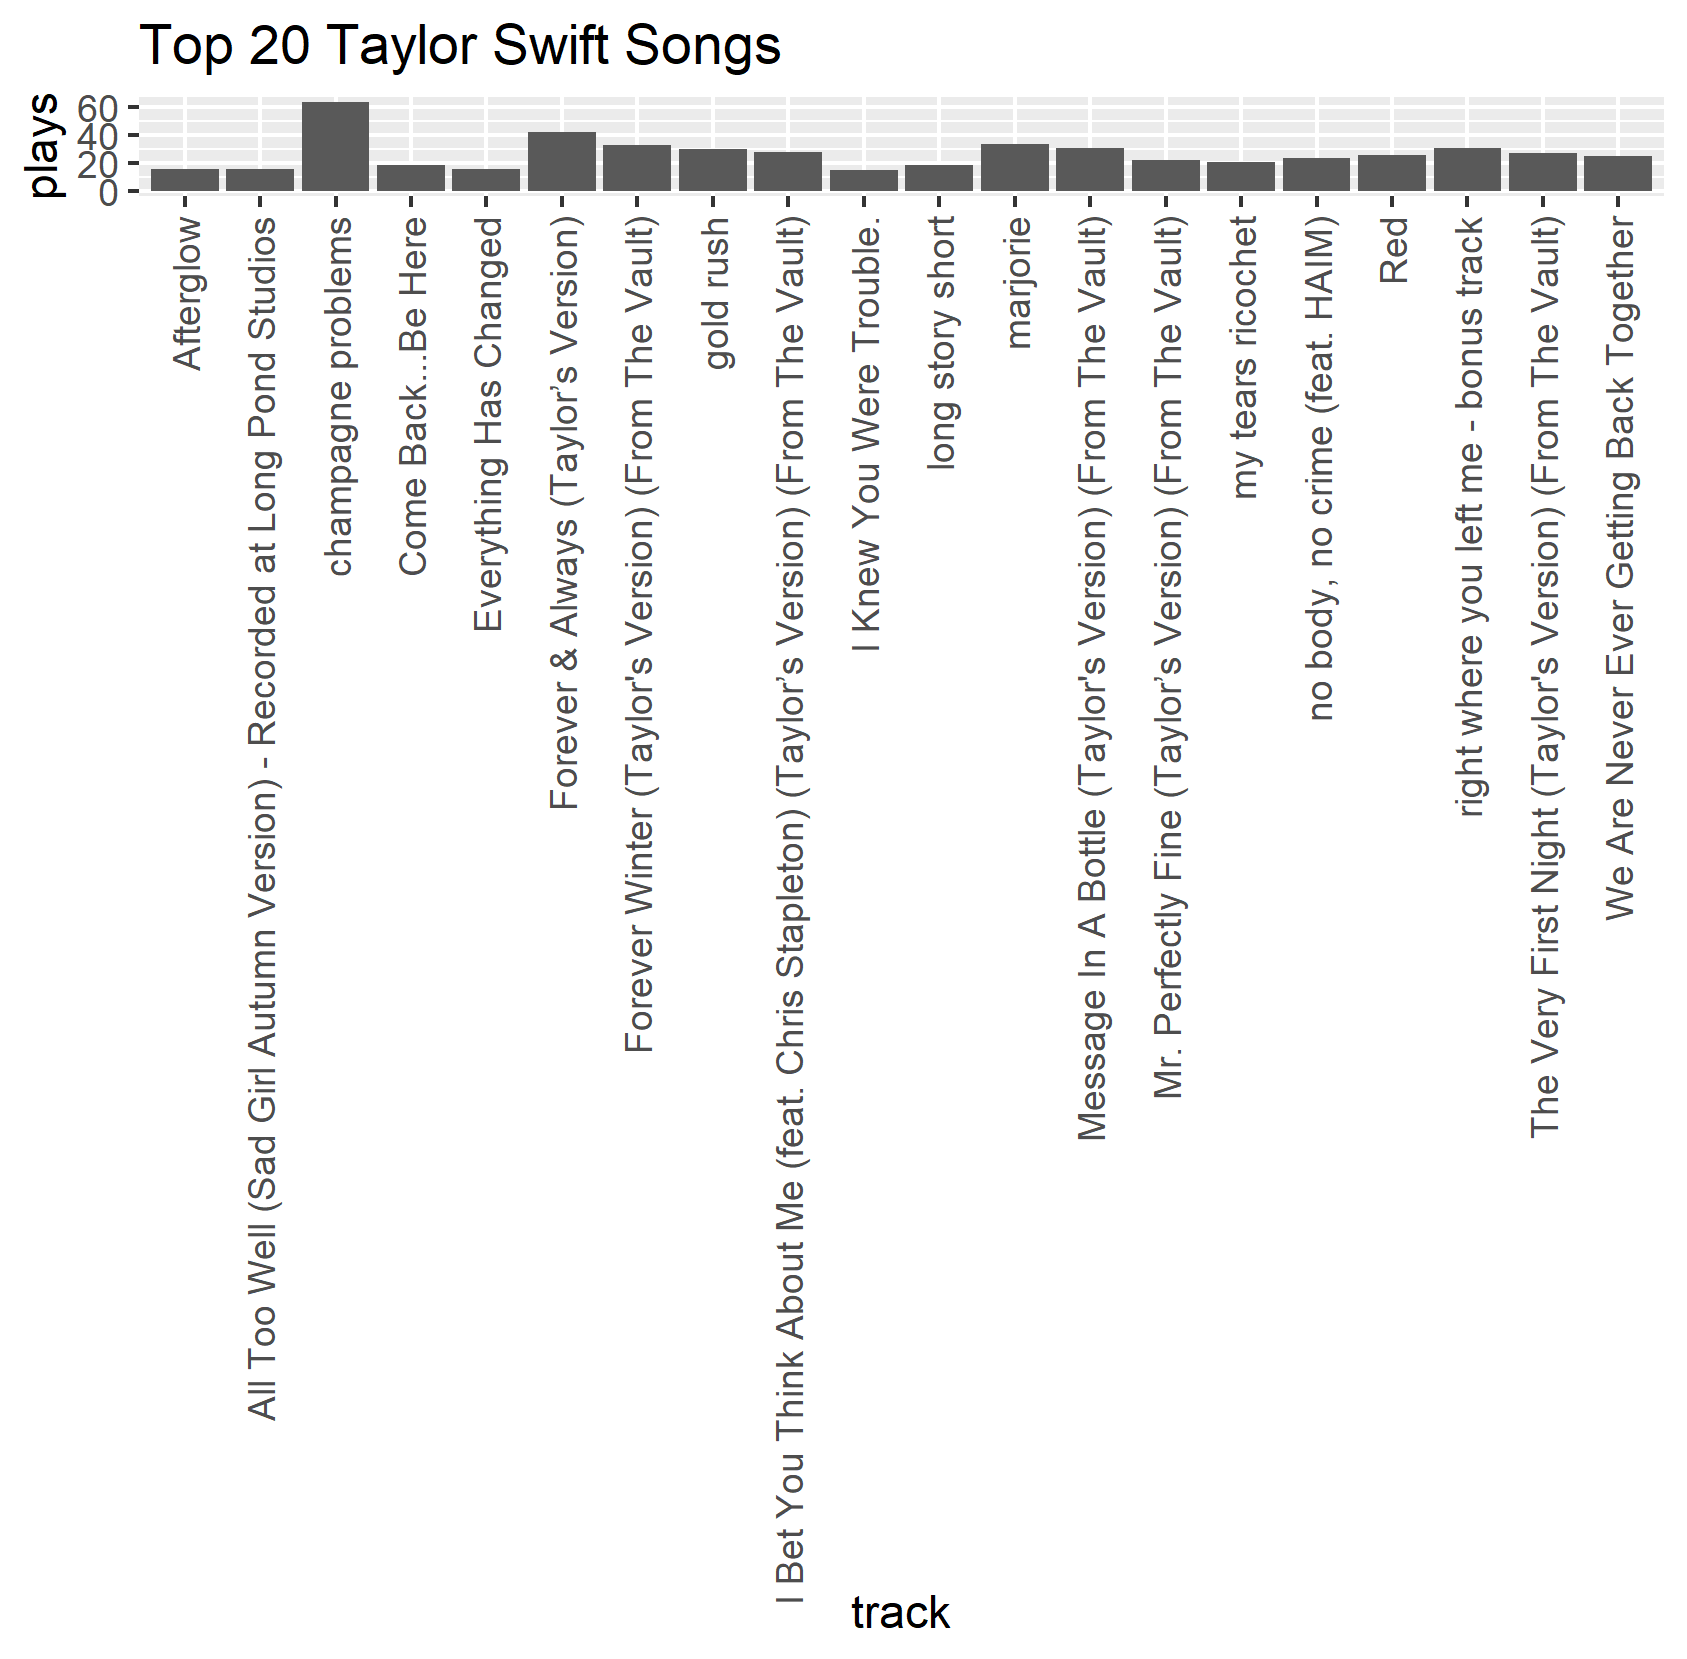 Top 20 Taylor Swift Songs
plays
60
40
20
0
Afterglow
All Too Well (Sad Girl Autumn Version) - Recorded at Long Pond Studios
champagne problems
Come Back...Be Here
Everything Has Changed
Forever & Always (Taylor’s Version)
Forever Winter (Taylor's Version) (From The Vault)
gold rush
I Bet You Think About Me (feat. Chris Stapleton) (Taylor’s Version) (From The Vault)
I Knew You Were Trouble.
long story short
marjorie
Message In A Bottle (Taylor's Version) (From The Vault)
Mr. Perfectly Fine (Taylor’s Version) (From The Vault)
my tears ricochet
no body, no crime (feat. HAIM)
Red
right where you left me - bonus track
The Very First Night (Taylor's Version) (From The Vault)
We Are Never Ever Getting Back Together
track